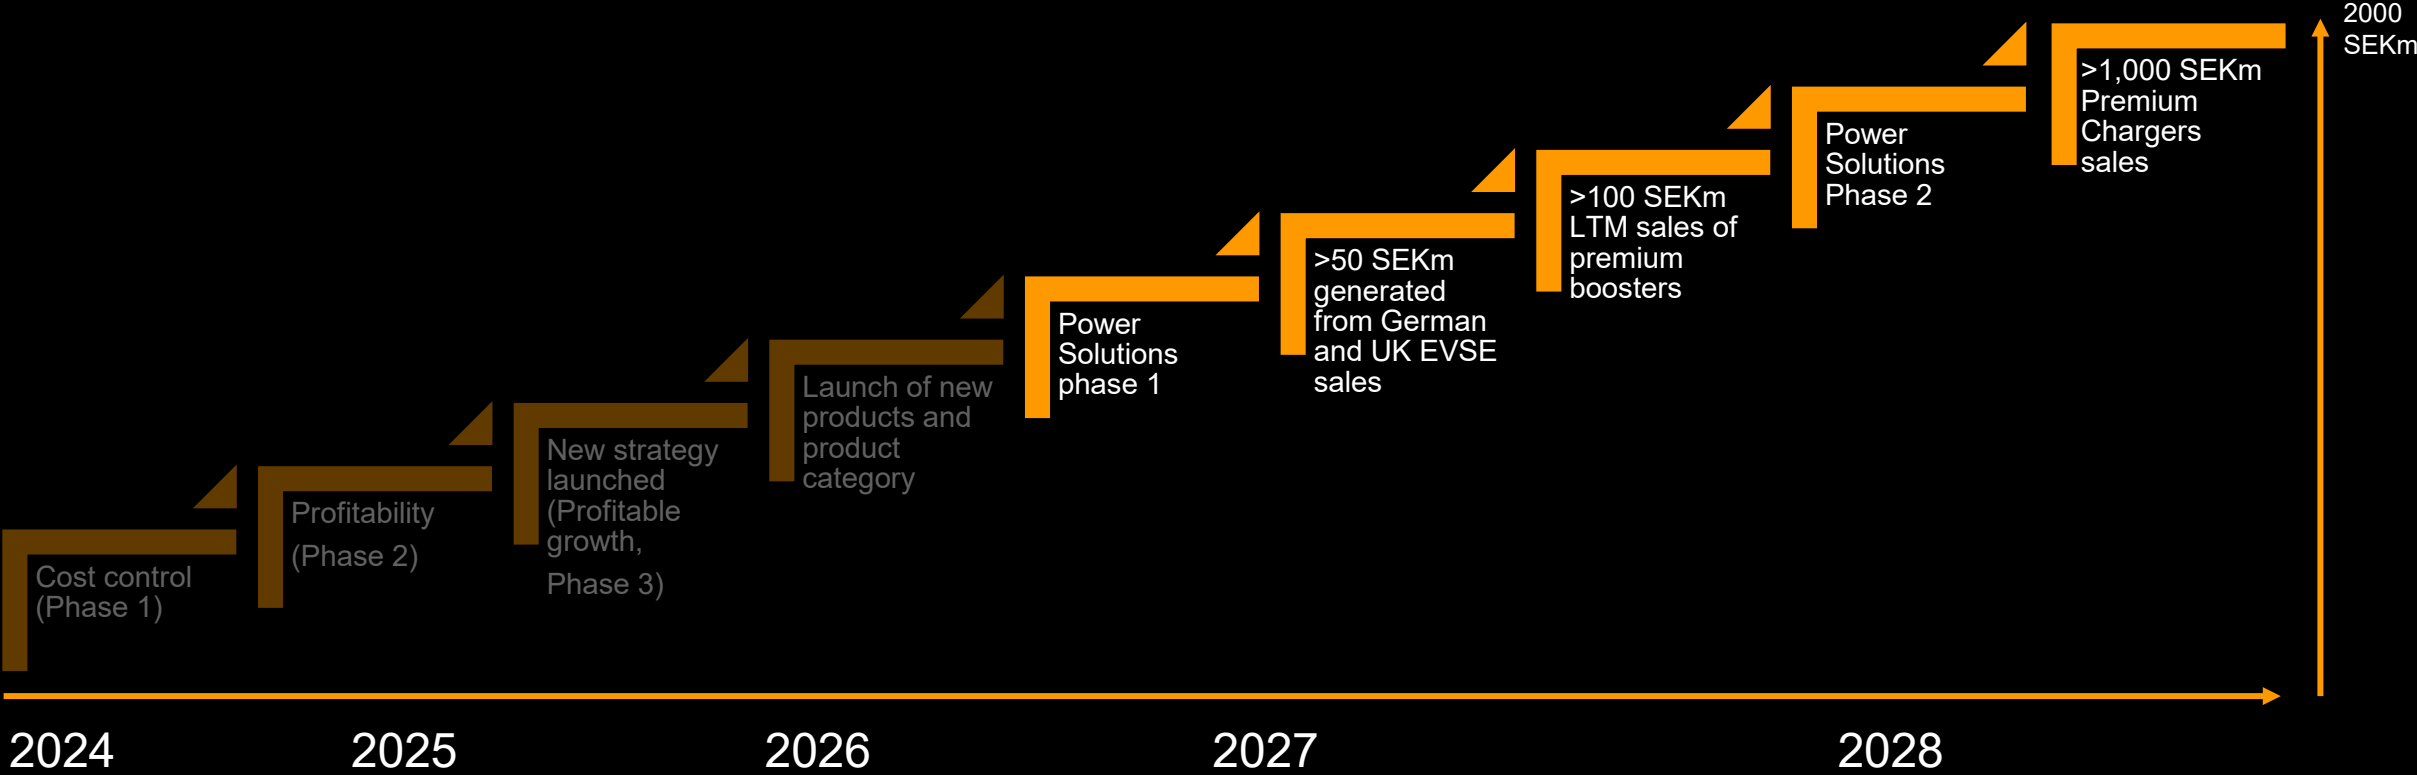 Cost control
(Phase 1)
Profitability
(Phase 2)
New strategy
launched
(Profitable
growth,
Phase 3)
Launch of new
products and
product
category
Power
Solutions
phase 1
>50 SEKm
generated
from German
and UK EVSE
sales
>100 SEKm
LTM sales of
premium
boosters
Power
Solutions
Phase 2
>1,000 SEKm
Premium
Chargers
sales
2000
SEKm
2024
2025
2026
2027
2028